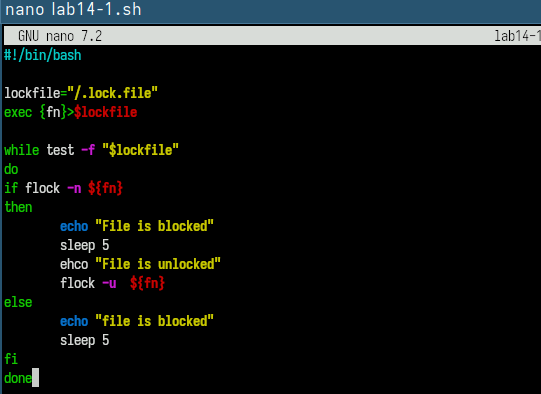 nano lab14-1.sh
GNU nano 7.2 lab14-1
#!/bin/bash
lockfile="/.lock.file"
exec {fn}>$lockfile
while test -f "$lockfile"
do
if flock -n ${fn}
then
echo "File is blocked"
sleep 5
ehco "File is unlocked"
flock -u  ${fn}
else
echo "file is blocked"
sleep 5
fi
done